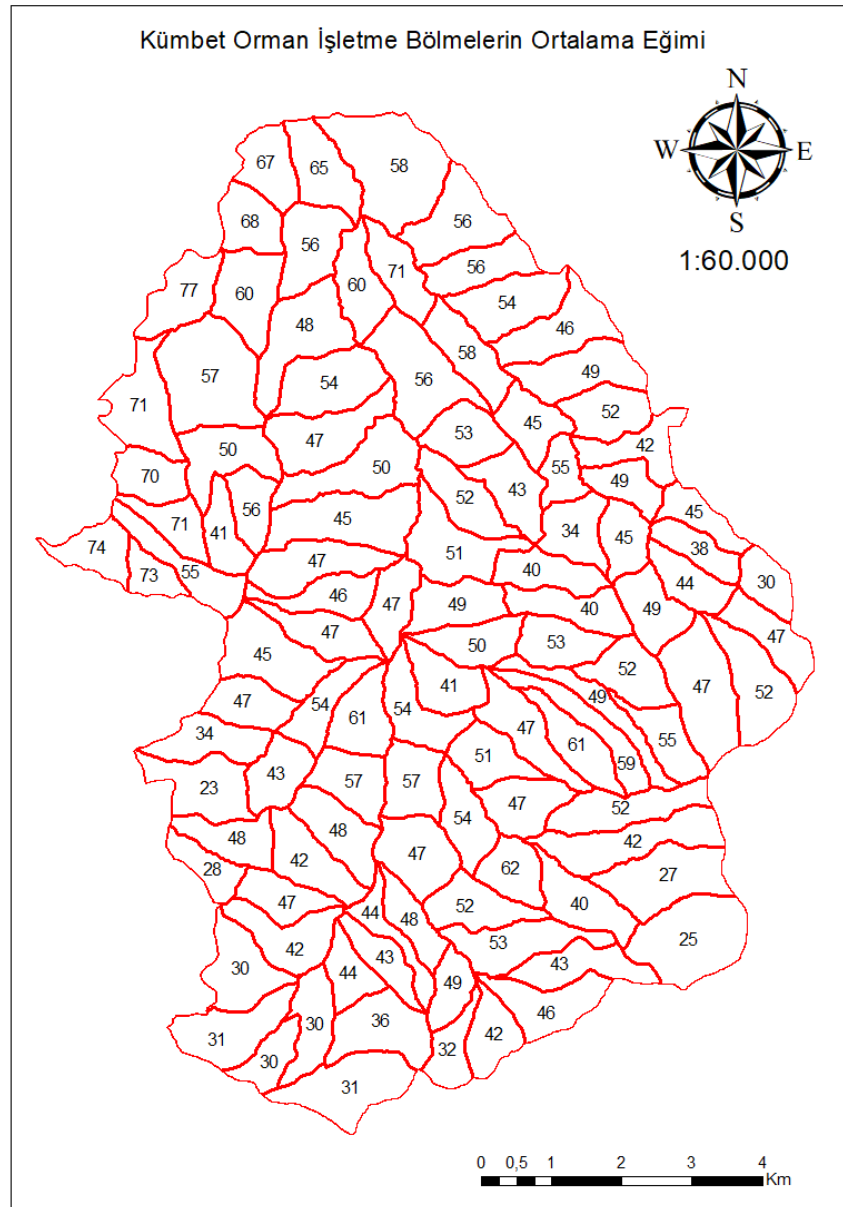 Kümbet Orman İşletme Bölmelerin Ortalama Eğimi
N
W E
S
1:60.000
67 65 58
68 56 56
77 60 60 71 56
48 54
57 58 46
54 56 49
71 45 52
50 47 53 42
70 50 55 49
71 41 56 52 43 45
74 45 34 45 38
73 55 47 51 40 44 30
46 47 49 40 49
45 47 50 53 52 47
47 54 61 54 41 49 47 52
34 47 61 59 55
43 57 57 51
23 54 47 52
48 42 48 47 42
28 62 27
47 44 48 52 40
42 53 25
30 44 43 49 43
30 36 46
31 30 32 42
31
0 0,5 1 2 3 4
Km